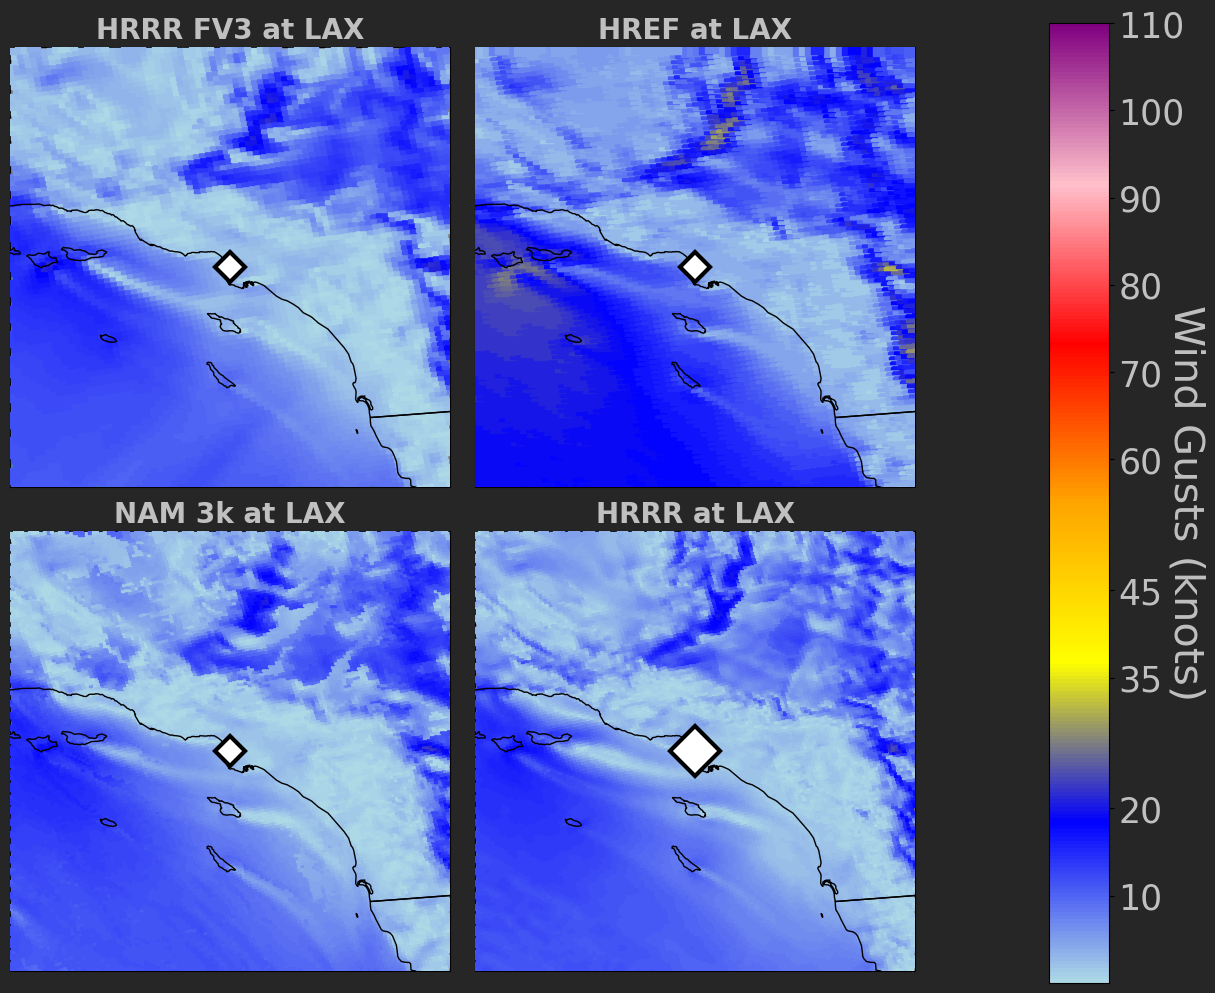 HRRR FV3 at LAX
HREF at LAX
NAM 3k at LAX
HRRR at LAX
110
100
90
80
70
60
45
35
20
10
Wind Gusts (knots)